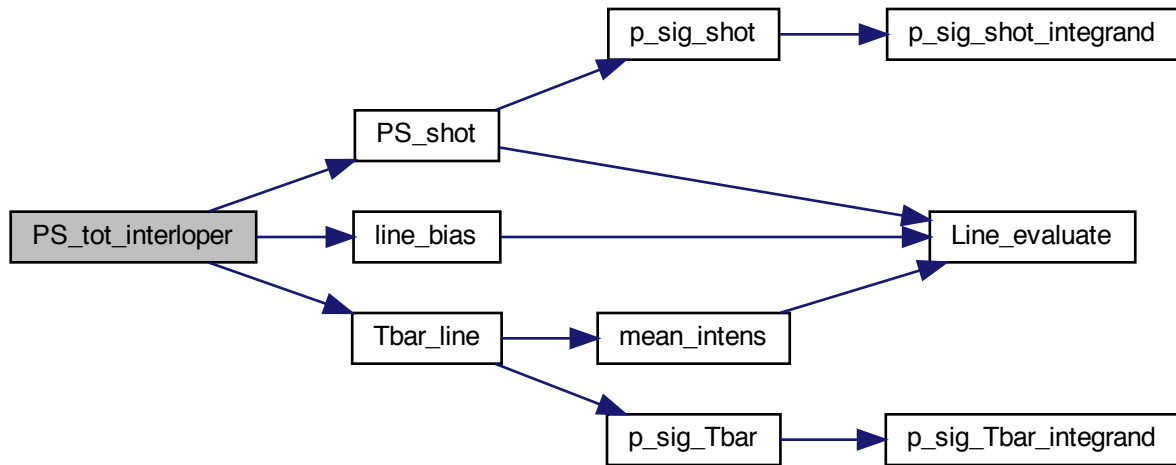 p_sig_shot
p_sig_shot_integrand
PS_shot
PS_tot_interloper
line_bias
Line_evaluate
Tbar_line
mean_intens
p_sig_Tbar
p_sig_Tbar_integrand